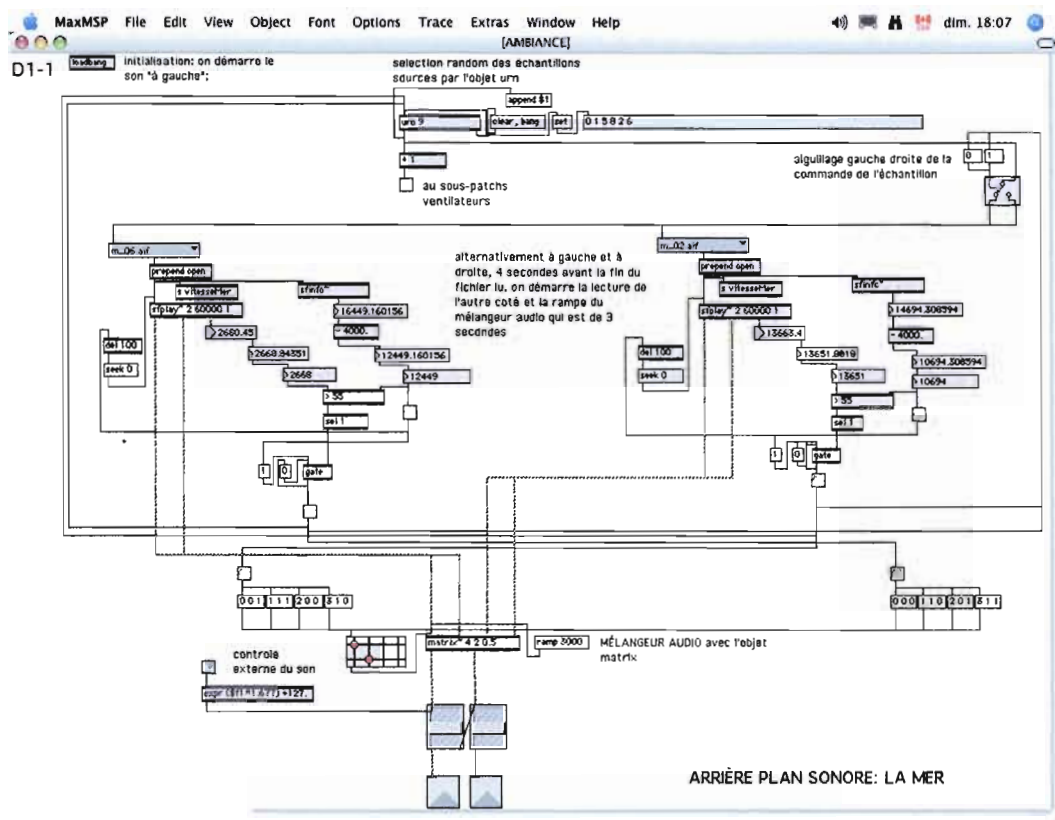 MaxMSP File Edit View Object Font Options Trace Extras Window Help dim. 18:07
[AMBIANCE]
D1-1
loadbang
initialisation: on démarre le
son "à gauche";
selection random des échantillons
sources par l'objet urn
append $1
urn 9
clear, bang
set
0 1 5 8 2 6
+ 1
au sous-patchs
ventilateurs
aiguillage gauche droite de la
commande de l'échantillon
0 1
m_06.aif
prepend open
s vitesseMer
sfinfo~
sfplay~ 2 60000 1
16449.160156
2660.45
- 4000.
2668.84351
12449.160156
del 100
seek 0
2668
12449
> 55
sel 1
1
0
gate
alternativement à gauche et à
droite, 4 secondes avant la fin du
fichier lu, on démarre la lecture de
l'autre coté et la rampe du
mélangeur audio qui est de 3
secondes
m_02.aif
prepend open
s vitesseMer
sfinfo~
sfplay~ 2 60000 1
14694.308594
13663.4
- 4000.
13651.8819
10694.308594
del 100
seek 0
13651
10694
> 55
sel 1
1
0
gate
0 0 1
1 1 1
2 0 0
3 1 0
0 0 0
1 1 0
2 0 1
3 1 1
matrix~ 4 2 0.5
ramp 3000
MÉLANGEUR AUDIO avec l'objet
matrix
controle
externe du son
expr ($f1*1.27)+127.
ARRIÈRE PLAN SONORE: LA MER